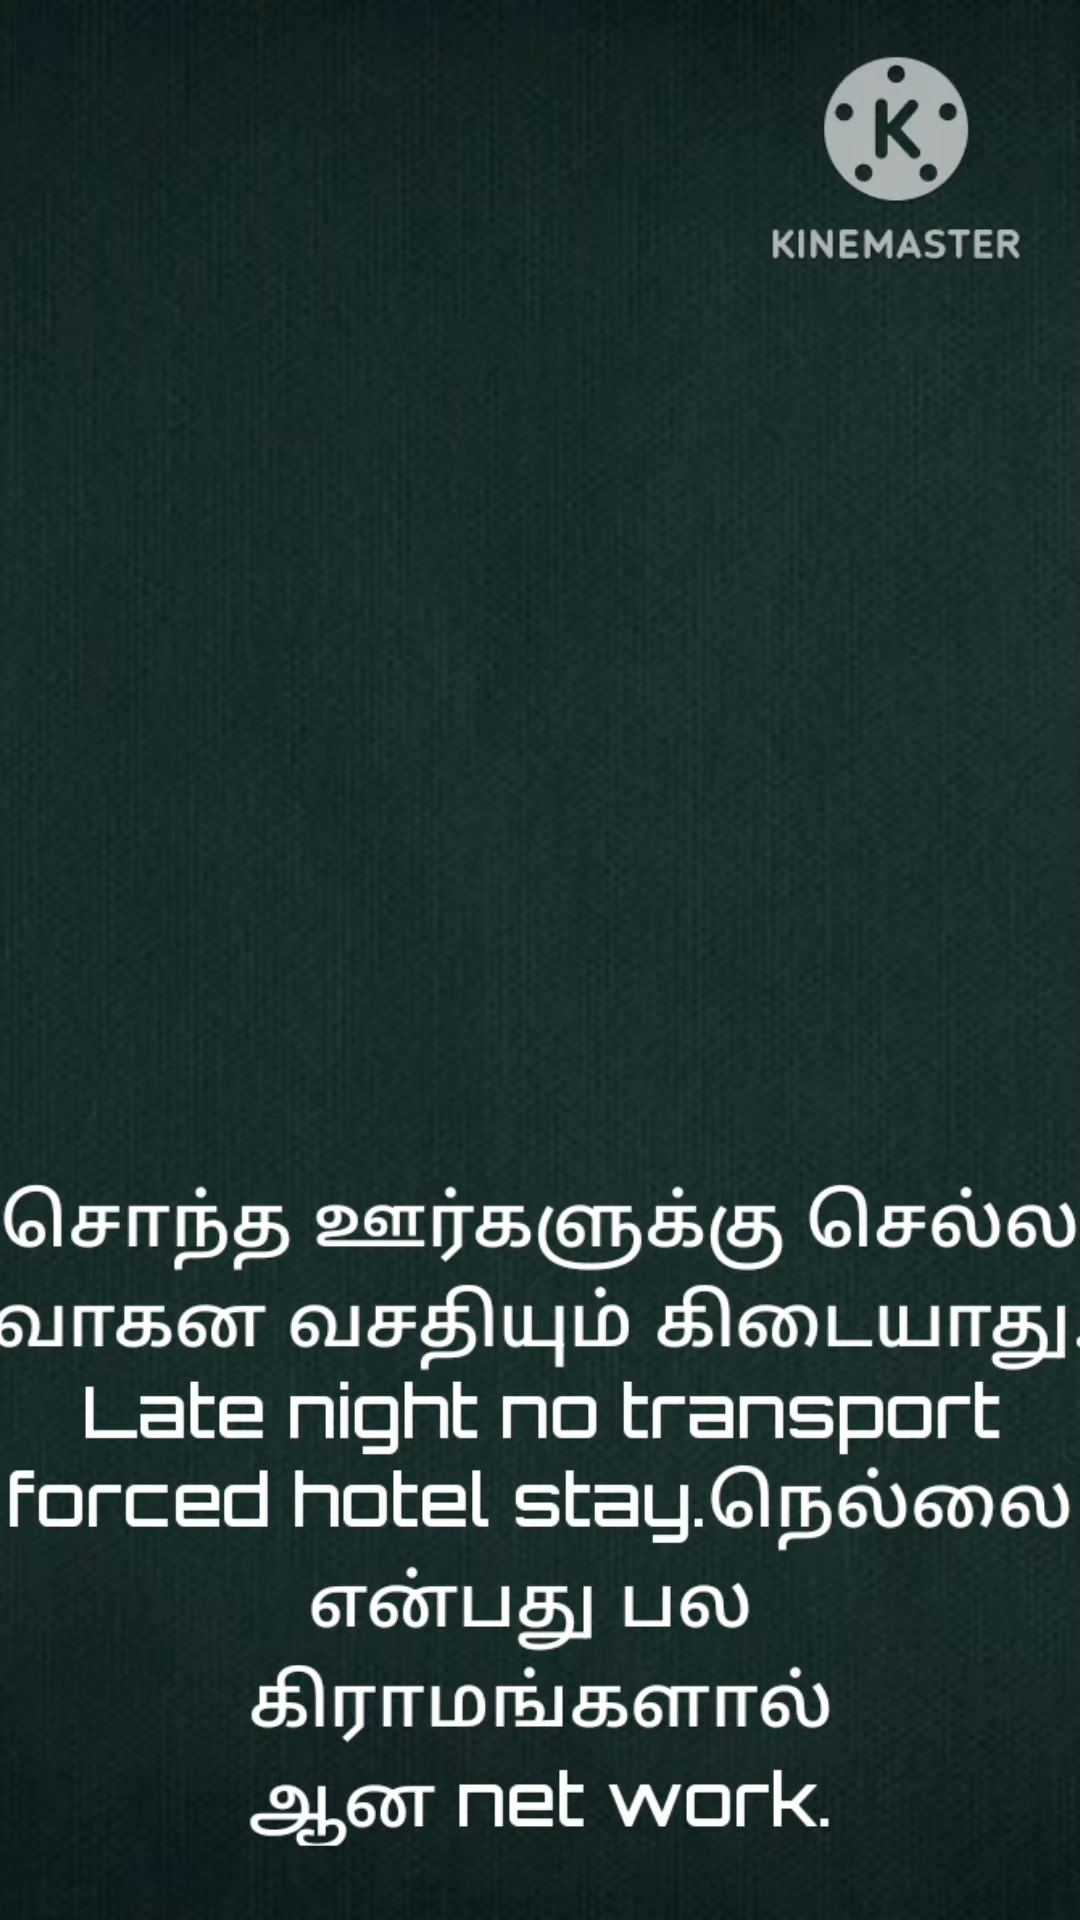 KINEMASTER
சொந்த ஊர்களுக்கு செல்ல
வாகன வசதியும் கிடையாது.
Late night no transport
forced hotel stay.நெல்லை
என்பது பல
கிராமங்களால்
ஆன net work.